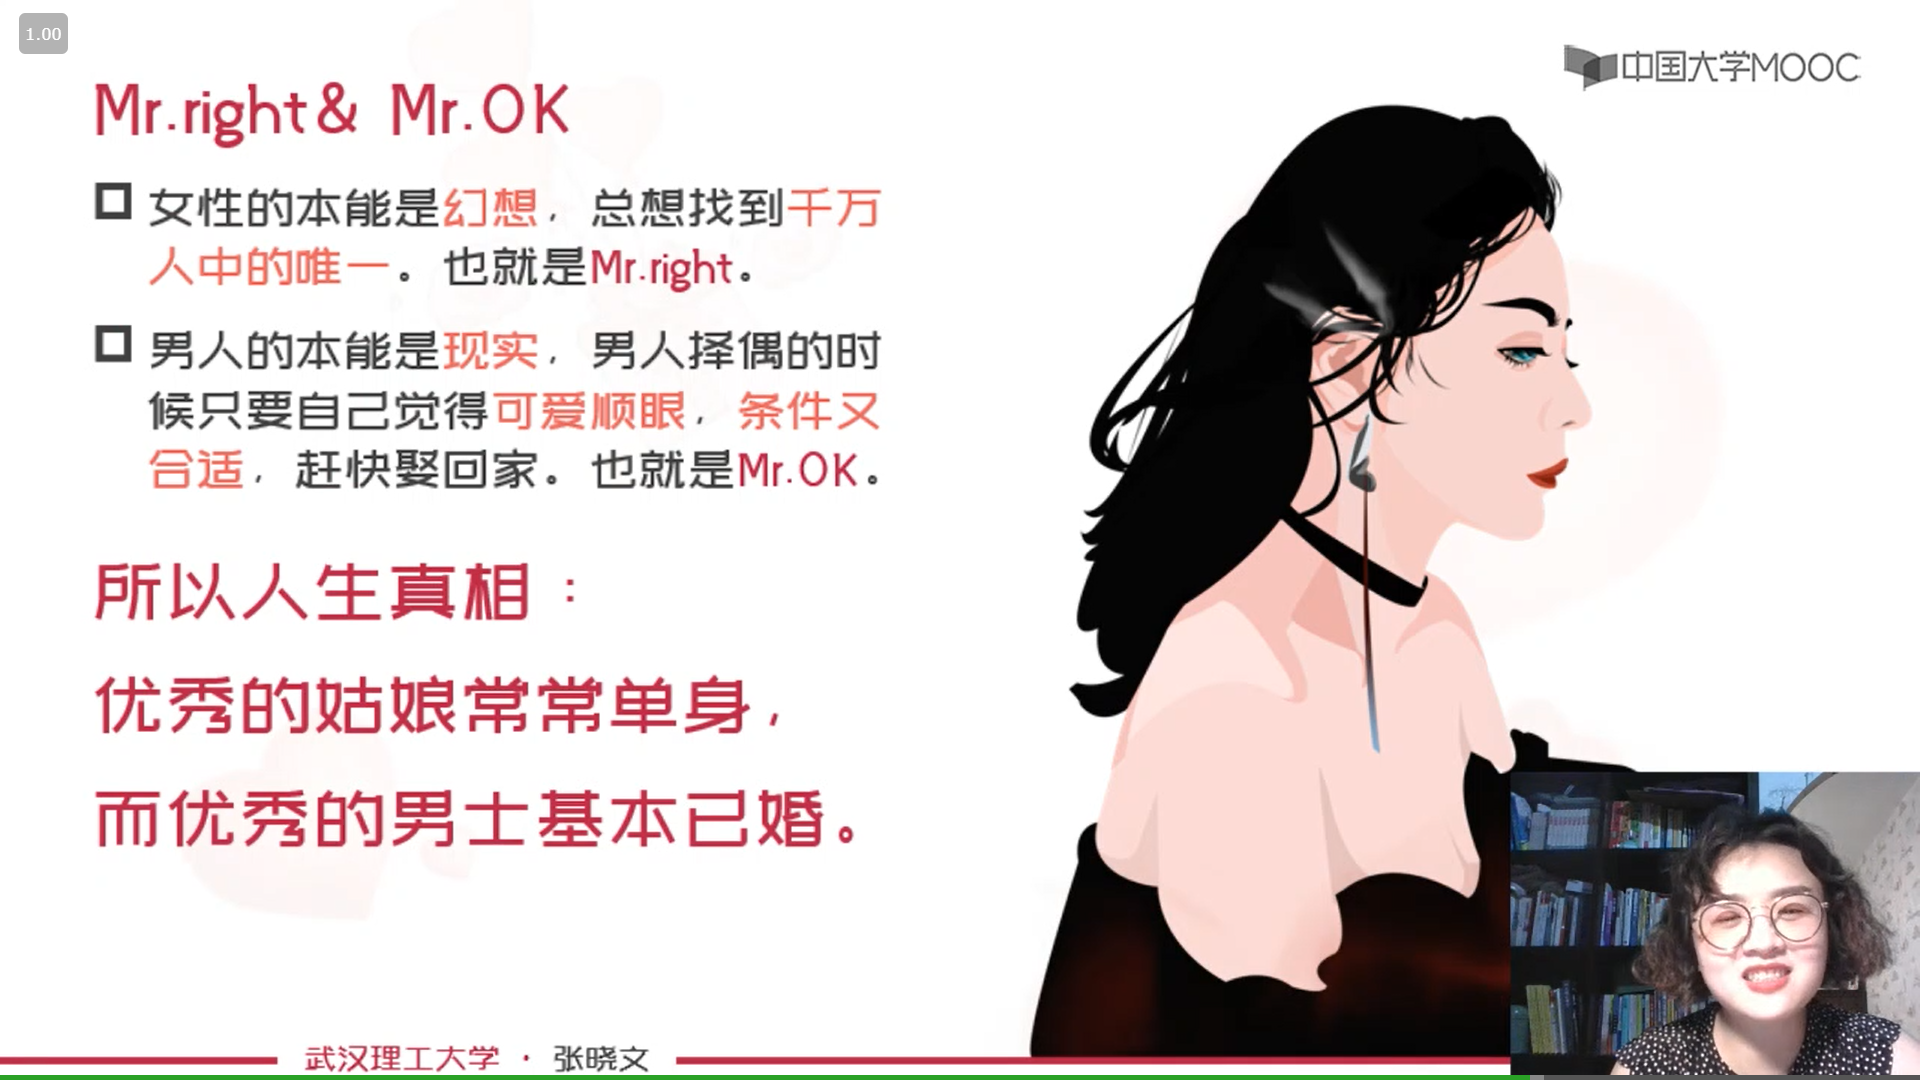 1.00
中国大学MOOC
Mr.right& Mr.OK
女性的本能是幻想，总想找到千万
人中的唯一。也就是Mr.right。
男人的本能是现实，男人择偶的时
候只要自己觉得可爱顺眼，条件又
合适，赶快娶回家。也就是Mr.OK。
所以人生真相：
优秀的姑娘常常单身，
而优秀的男士基本已婚。
武汉理工大学 · 张晓文